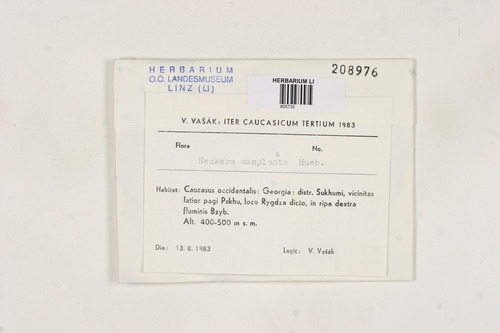 HERBARIUM
O.Ö. LANDESMUSEUM
LINZ (LI)
HERBARIUM LI
208976
V. VAŠÁK: ITER CAUCASICUM TERTIUM 1983
Flora No.
a
Neckera complanta Hueb.
Habitat: Caucasus occidentalis: Georgia: distr. Sukhumi, vicinitas
latior pagi Pskhu, loco Rygdza dicto, in ripa dextra
fluminis Bzyb.
Alt. 400-500 m s. m.
Die: 13. 8. 1983 Legit: V. Vašák